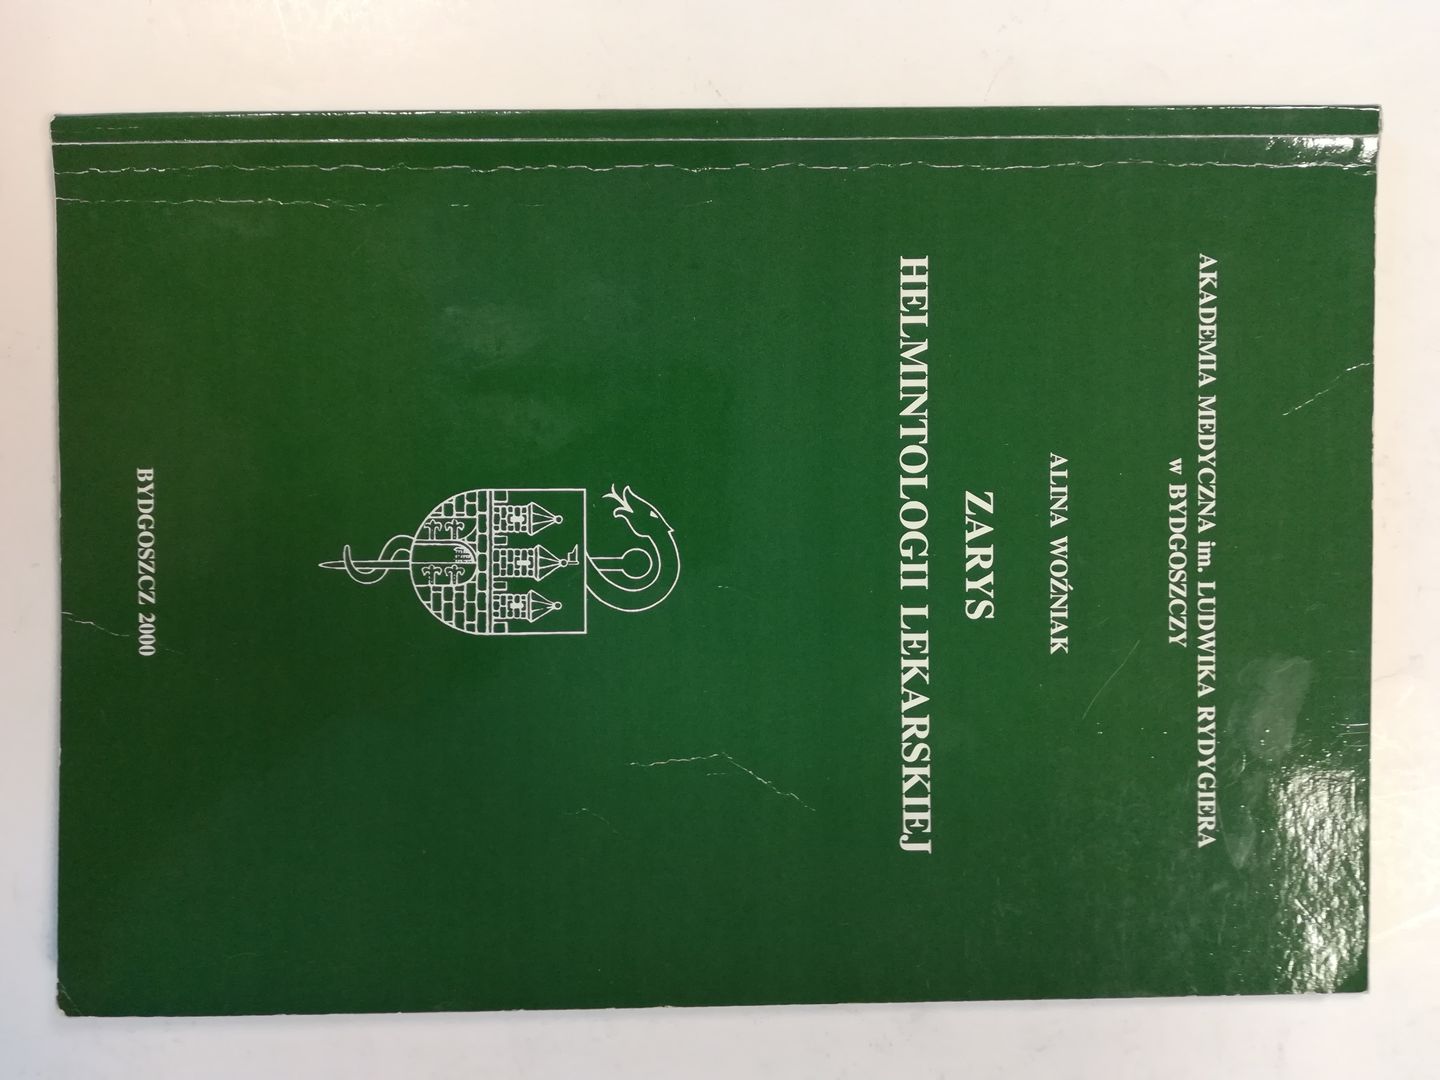 AKADEMIA MEDYCZNA im. LUDWIKA RYDYGIERA
w BYDGOSZCZY
ALINA WOŹNIAK
ZARYS
HELMINTOLOGII LEKARSKIEJ
BYDGOSZCZ 2000